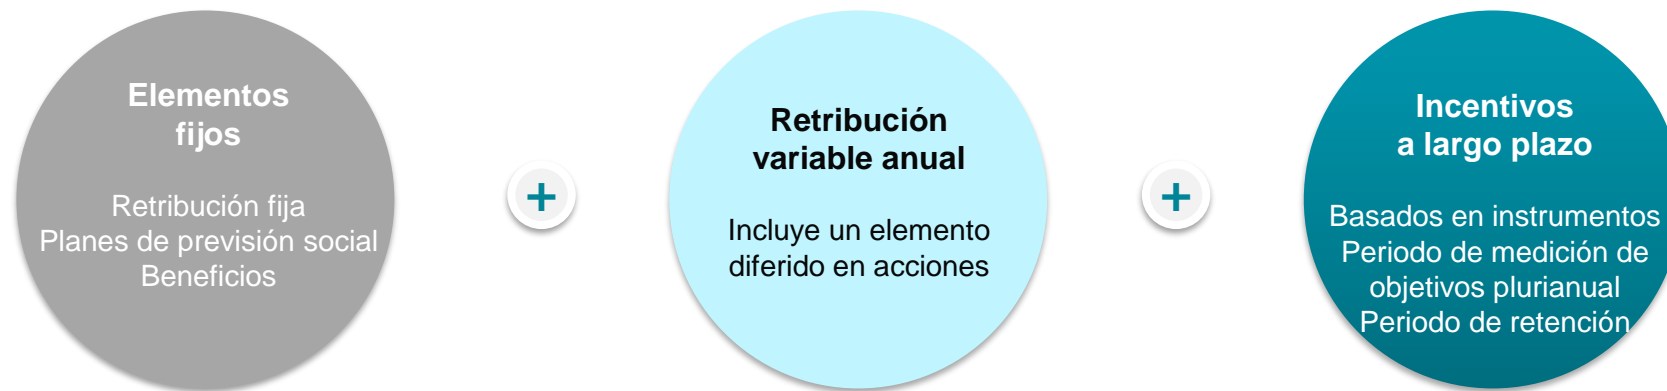 Elementos
fijos
Retribución fija
Planes de previsión social
Beneficios
+
Retribución
variable anual
Incluye un elemento
diferido en acciones
+
Incentivos
a largo plazo
Basados en instrumentos
Periodo de medición de
objetivos plurianual
Periodo de retención